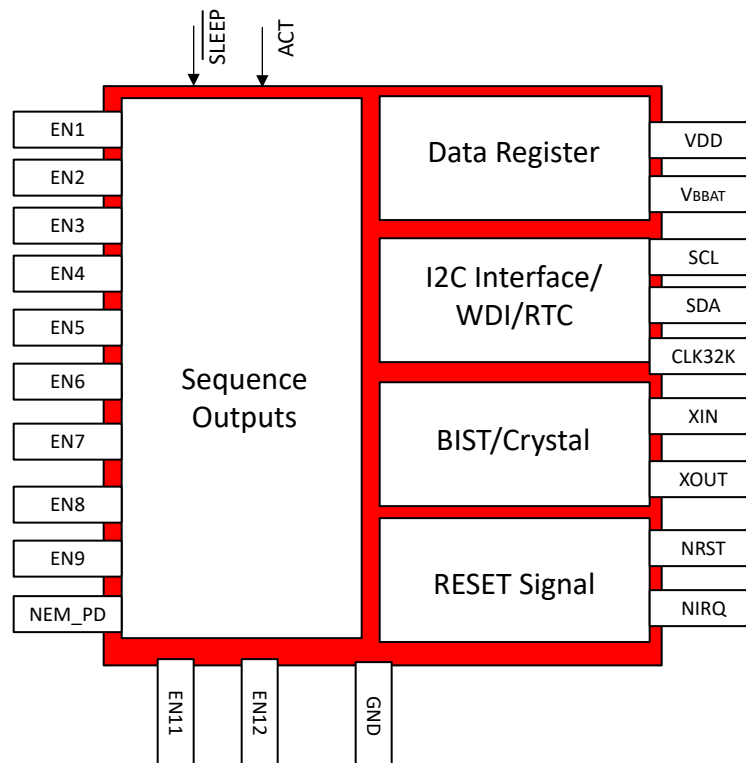 SLEEP
ACT
EN1
EN2
EN3
EN4
EN5
EN6
EN7
EN8
EN9
NEM_PD
Sequence
Outputs
Data Register
I2C Interface/
WDI/RTC
BIST/Crystal
RESET Signal
VDD
VBBAT
SCL
SDA
CLK32K
XIN
XOUT
NRST
NIRQ
EN11
EN12
GND